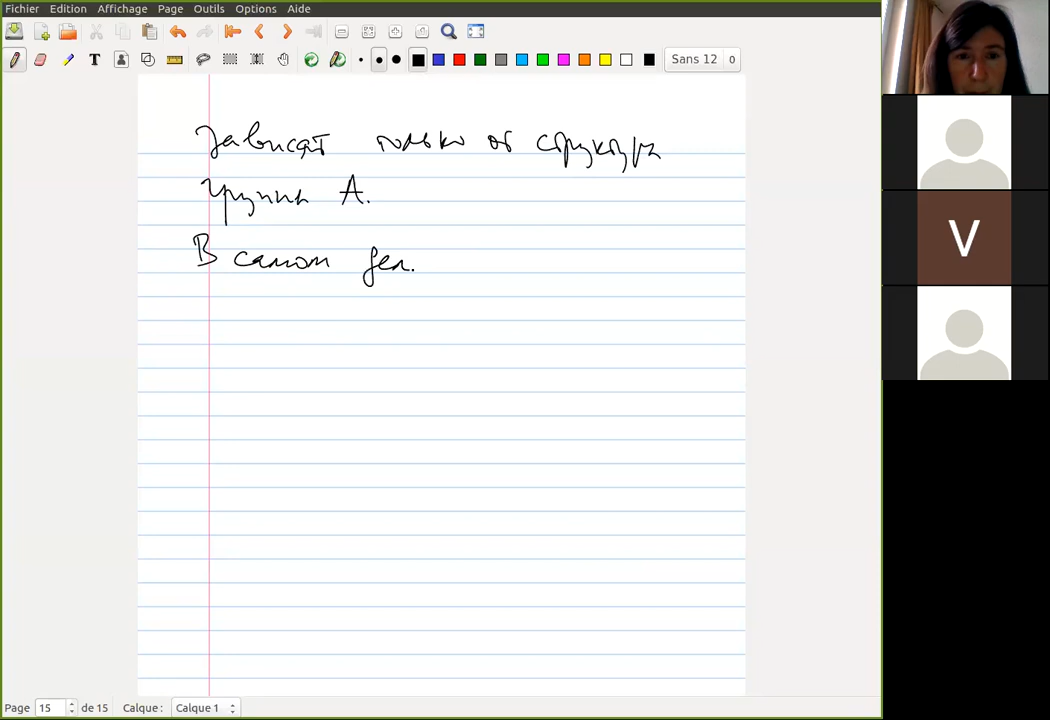 Fichier Edition Affichage Page Outils Options Aide
Sans 12 0
зависят только от структуры
группы А.
В самом дел.
V
Page 15 de 15 Calque : Calque 1